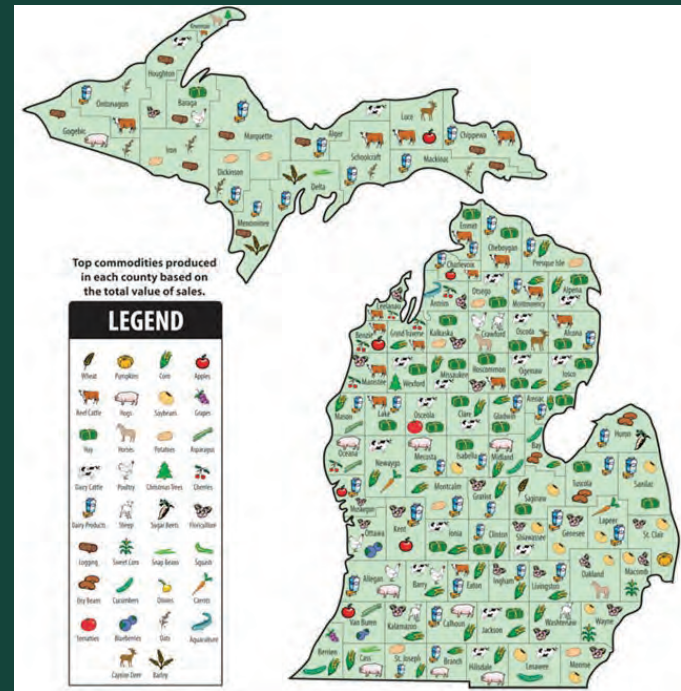 Keweenaw
Houghton
Ontonagon
Baraga
Luce
Gogebic
Marquette
Alger
Chippewa
Iron
Schoolcraft
Mackinac
Dickinson
Delta
Menominee
Emmet
Cheboygan
Presque Isle
Charlevoix
Top commodities produced
in each county based on
the total value of sales.
LEGEND
Wheat Pumpkins Corn Apples
Beef Cattle Hogs Soybeans Grapes
Hay Horses Potatoes Asparagus
Dairy Cattle Poultry Christmas Trees Cherries
Dairy Products Sheep Sugar Beets Floriculture
Logging Sweet Corn Snap Beans Squash
Dry Beans Cucumbers Onions Carrots
Tomatoes Blueberries Oats Aquaculture
Captive Deer Barley
Antrim Otsego Montmorency Alpena
Leelanau
Benzie Grand Traverse Kalkaska Crawford Oscoda Alcona
Manistee Wexford Missaukee Roscommon Ogemaw Iosco
Mason Lake Osceola Clare Gladwin Arenac
Huron
Oceana Newaygo Mecosta Isabella Midland Bay
Tuscola Sanilac
Muskegon Montcalm Gratiot Saginaw
Lapeer
Ottawa Kent Ionia Clinton Shiawassee Genesee St. Clair
Oakland Macomb
Allegan Barry Eaton Ingham Livingston
Van Buren Kalamazoo Calhoun Jackson Washtenaw Wayne
Berrien Cass St. Joseph Branch Hillsdale Lenawee Monroe